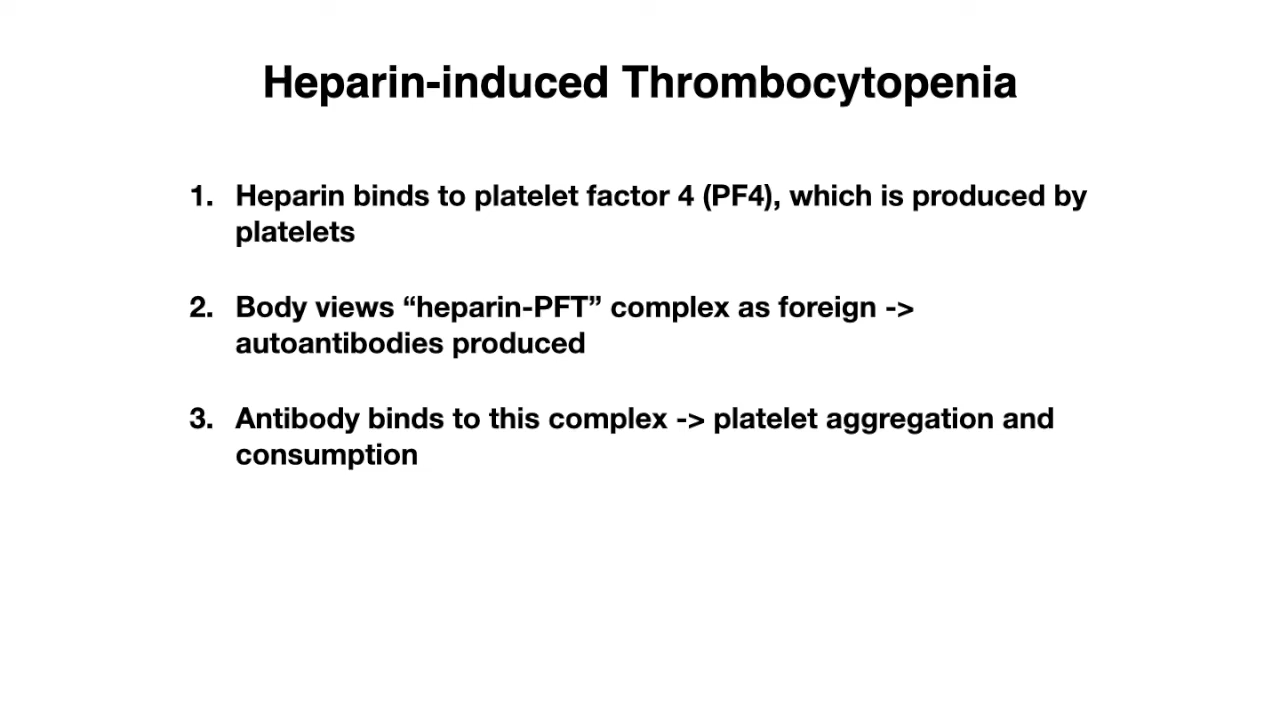 Heparin-induced Thrombocytopenia
1. Heparin binds to platelet factor 4 (PF4), which is produced by
platelets
2. Body views “heparin-PFT” complex as foreign ->
autoantibodies produced
3. Antibody binds to this complex -> platelet aggregation and
consumption